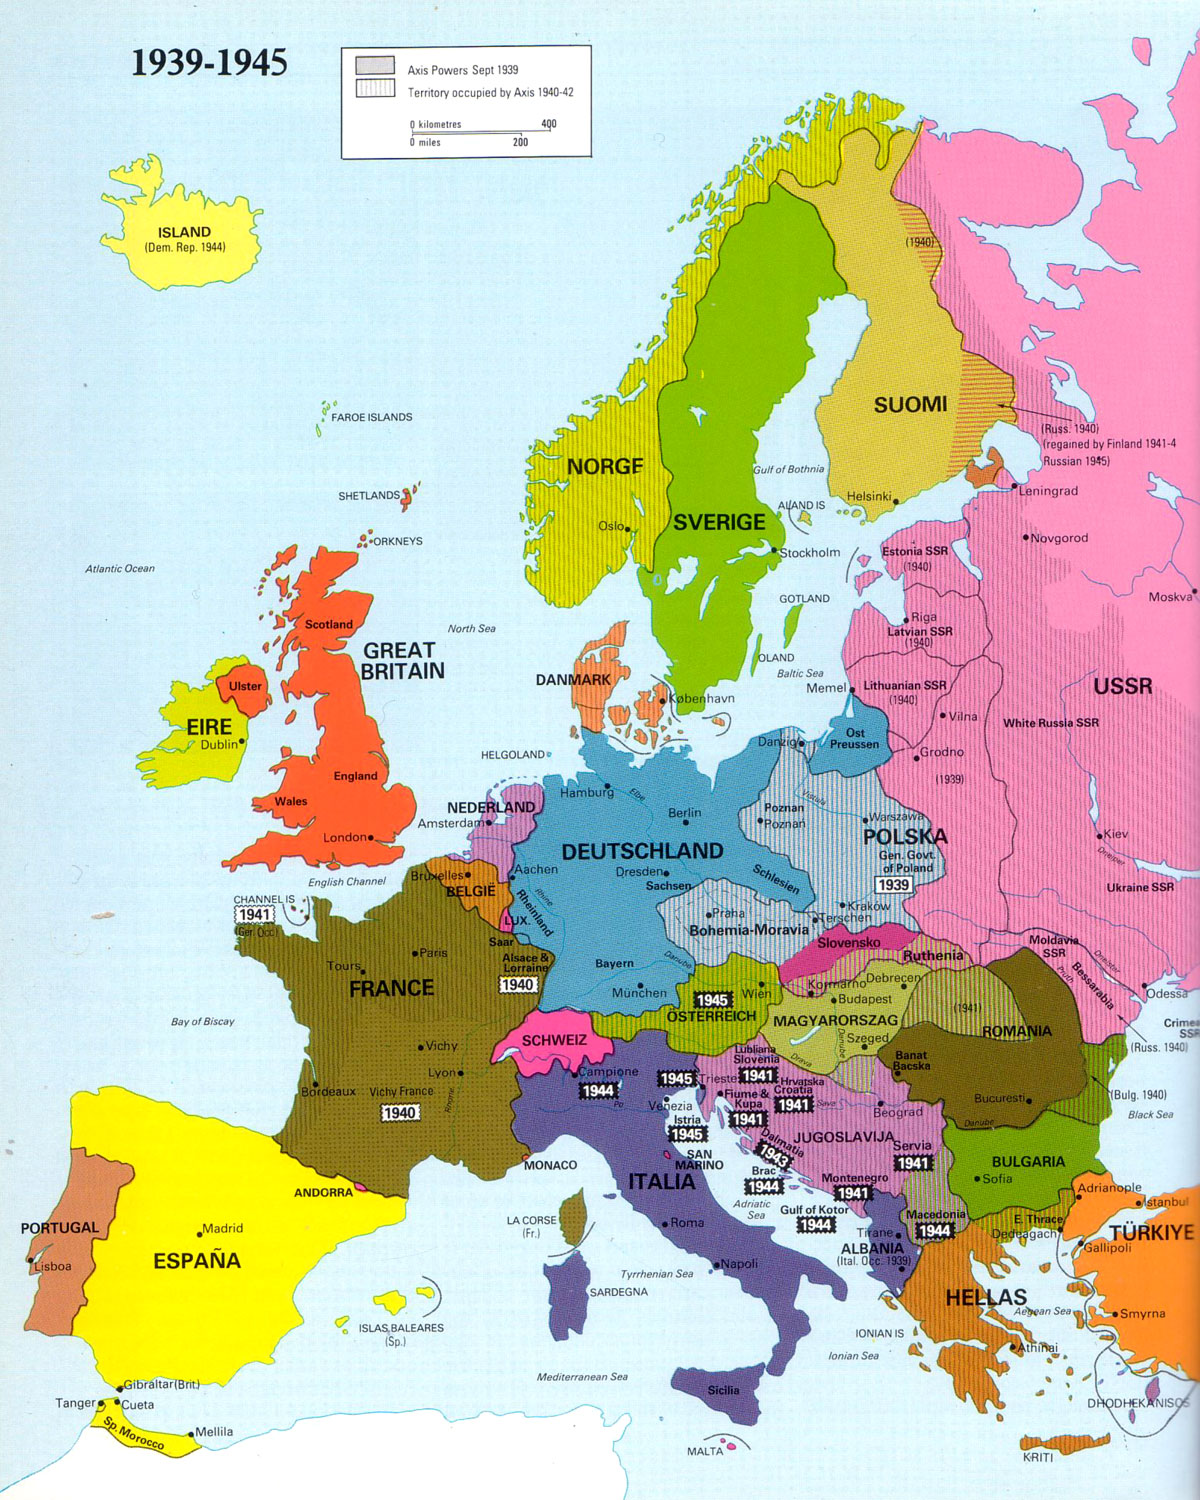 1939-1945
Axis Powers Sept 1939
Territory occupied by Axis 1940-42
0 kilometres 400
0 miles 200
ISLAND
(Dem. Rep. 1944)
(1940)
FAROE ISLANDS
SUOMI
(Russ. 1940)
(regained by Finland 1941-4
Russian 1945)
NORGE
Gulf of Bothnia
SHETLANDS
Helsinki
Leningrad
ALAND IS
SVERIGE
Oslo
ORKNEYS
Novgorod
Stockholm
Estonia SSR
(1940)
Atlantic Ocean
Moskva
GOTLAND
Riga
Scotland
North Sea
Latvian SSR
(1940)
GREAT
BRITAIN
OLAND
Baltic Sea
DANMARK
Ulster
Memel
Lithuanian SSR
(1940)
USSR
København
Vilna
White Russia SSR
EIRE
Dublin
Ost
Preussen
Danzig
Grodno
HELGOLAND
England
(1939)
Hamburg
Elbe
Vistula
Wales
NEDERLAND
Poznan
Poznań
Berlin
Warszawa
Amsterdam
London
POLSKA
Kiev
DEUTSCHLAND
Gen. Govt.
of Poland
Dnieper
1939
English Channel
Bruxelles
Aachen
Dresden
Sachsen
Schlesien
BELGIË
Ukraine SSR
CHANNEL IS
1941
(Ger. Occ.)
Rhine
Rheinland
LUX.
Praha
Kraków
Terschen
Bohemia-Moravia
Saar
Slovensko
Moldavia
SSR
Paris
Alsace &
Lorraine
1940
Bayern
Danube
Ruthenia
Dniestr
Tours
Pruth
Bessarabia
FRANCE
München
Wien
1945
Komarno
Debrecen
Odessa
Budapest
(1941)
ÖSTERREICH
MAGYARORSZAG
Bay of Biscay
Crimea
SSR
ROMANIA
SCHWEIZ
Szeged
Vichy
Danube
(Russ. 1940)
Lubliana
Slovenia
1941
Drava
Banat
Bacska
Lyon
Campione
1944
1945
Trieste
Hrvatska
Croatia
1941
Bordeaux
Vichy France
1940
Rhone
Po
Venezia
Fiume &
Kupa
1941
Sava
Beograd
Bucuresti
(Bulg. 1940)
Black Sea
Istria
1945
Danube
Dalmatia
1943
JUGOSLAVIJA
Servia
1941
SAN
MARINO
MONACO
BULGARIA
Brac
1944
Montenegro
1941
Sofia
ANDORRA
ITALIA
Adrianople
Istanbul
Adriatic
Sea
Gulf of Kotor
1944
Macedonia
1944
E. Thrace
Dedeagach
LA CORSE
(Fr.)
Roma
Tirane
TÜRKIYE
PORTUGAL
Madrid
ALBANIA
(Ital. Occ. 1939)
Gallipoli
Lisboa
ESPAÑA
Napoli
Tyrrhenian Sea
SARDEGNA
HELLAS
Aegean Sea
Smyrna
ISLAS BALEARES
(Sp.)
IONIAN IS
Ionian Sea
Athinai
Mediterranean Sea
Gibraltar(Brit)
Sicilia
Tanger
Cueta
DHODHEKANISOS
Sp. Morocco
Mellila
MALTA
KRITI